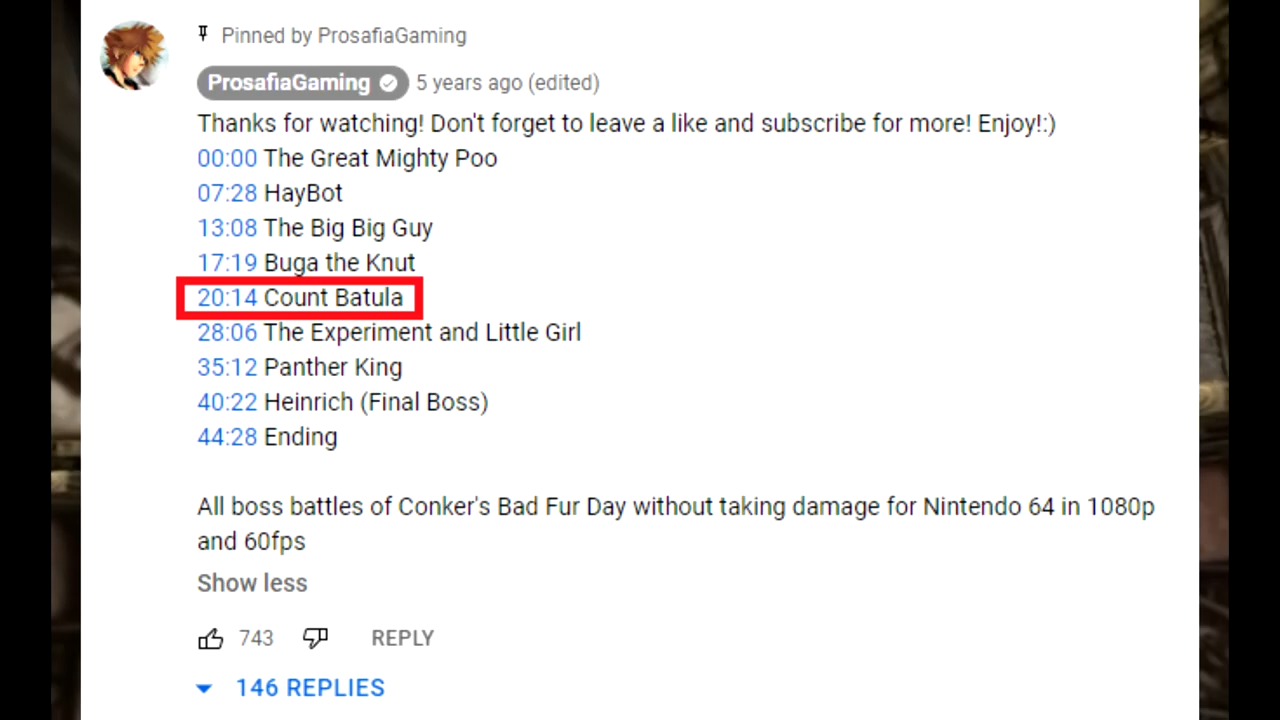 Pinned by ProsafiaGaming
ProsafiaGaming 5 years ago (edited)
Thanks for watching! Don't forget to leave a like and subscribe for more! Enjoy!:)
00:00 The Great Mighty Poo
07:28 HayBot
13:08 The Big Big Guy
17:19 Buga the Knut
20:14 Count Batula
28:06 The Experiment and Little Girl
35:12 Panther King
40:22 Heinrich (Final Boss)
44:28 Ending
All boss battles of Conker's Bad Fur Day without taking damage for Nintendo 64 in 1080p
and 60fps
Show less
743 REPLY
146 REPLIES